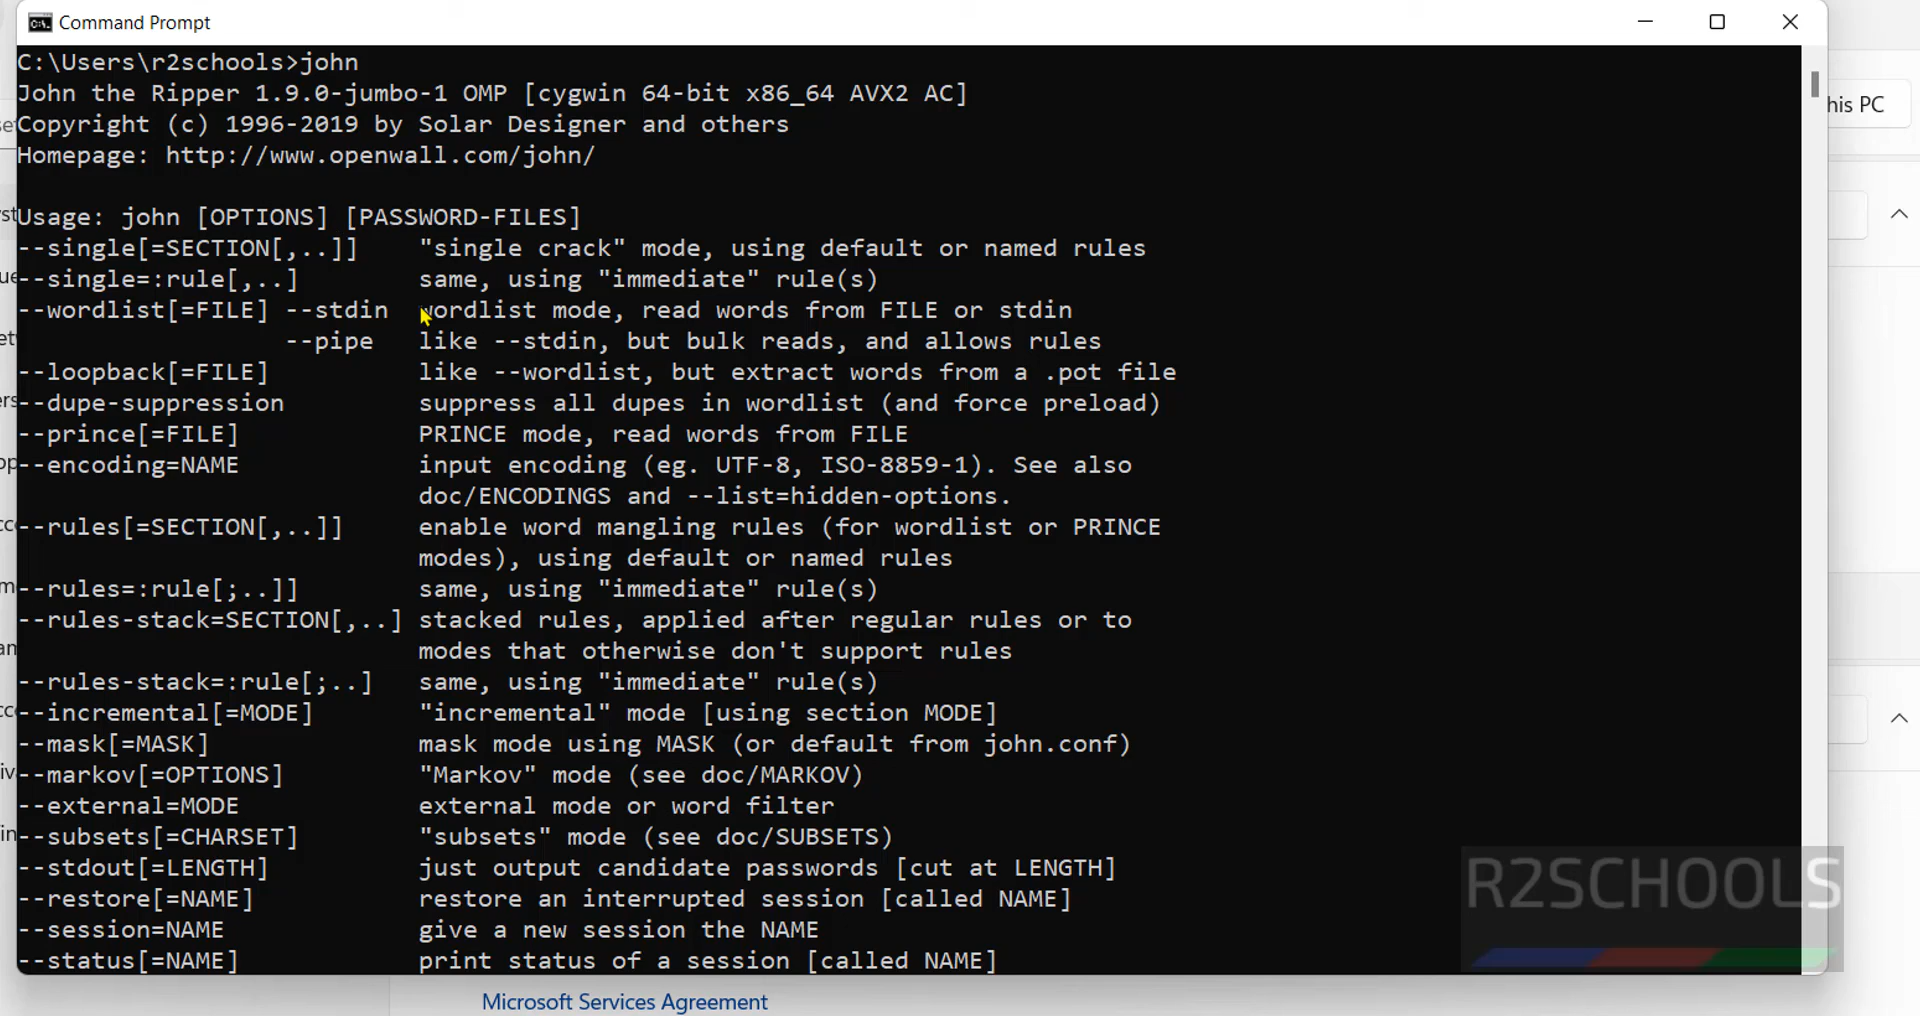 Command Prompt
C:\Users\r2schools>john
John the Ripper 1.9.0-jumbo-1 OMP [cygwin 64-bit x86_64 AVX2 AC]
Copyright (c) 1996-2019 by Solar Designer and others
Homepage: http://www.openwall.com/john/
his PC
Usage: john [OPTIONS] [PASSWORD-FILES]
--single[=SECTION[,..]]    "single crack" mode, using default or named rules
--single=:rule[,..]        same, using "immediate" rule(s)
--wordlist[=FILE] --stdin  wordlist mode, read words from FILE or stdin
                  --pipe   like --stdin, but bulk reads, and allows rules
--loopback[=FILE]          like --wordlist, but extract words from a .pot file
--dupe-suppression         suppress all dupes in wordlist (and force preload)
--prince[=FILE]            PRINCE mode, read words from FILE
--encoding=NAME            input encoding (eg. UTF-8, ISO-8859-1). See also
                           doc/ENCODINGS and --list=hidden-options.
--rules[=SECTION[,..]]     enable word mangling rules (for wordlist or PRINCE
                           modes), using default or named rules
--rules=:rule[;..]]        same, using "immediate" rule(s)
--rules-stack=SECTION[,..] stacked rules, applied after regular rules or to
                           modes that otherwise don't support rules
--rules-stack=:rule[;..]   same, using "immediate" rule(s)
--incremental[=MODE]       "incremental" mode [using section MODE]
--mask[=MASK]              mask mode using MASK (or default from john.conf)
--markov[=OPTIONS]         "Markov" mode (see doc/MARKOV)
--external=MODE            external mode or word filter
--subsets[=CHARSET]        "subsets" mode (see doc/SUBSETS)
--stdout[=LENGTH]          just output candidate passwords [cut at LENGTH]
--restore[=NAME]           restore an interrupted session [called NAME]
--session=NAME             give a new session the NAME
--status[=NAME]            print status of a session [called NAME]
R2SCHOOLS
Microsoft Services Agreement